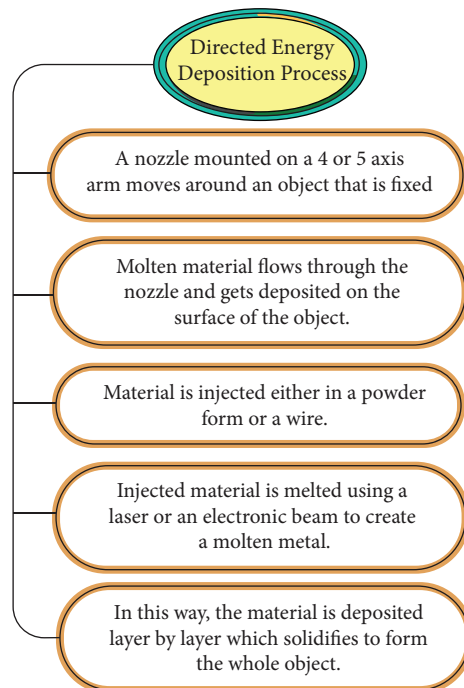 Directed Energy
Deposition Process
A nozzle mounted on a 4 or 5 axis
arm moves around an object that is fixed
Molten material flows through the
nozzle and gets deposited on the
surface of the object.
Material is injected either in a powder
form or a wire.
Injected material is melted using a
laser or an electronic beam to create
a molten metal.
In this way, the material is deposited
layer by layer which solidifies to form
the whole object.